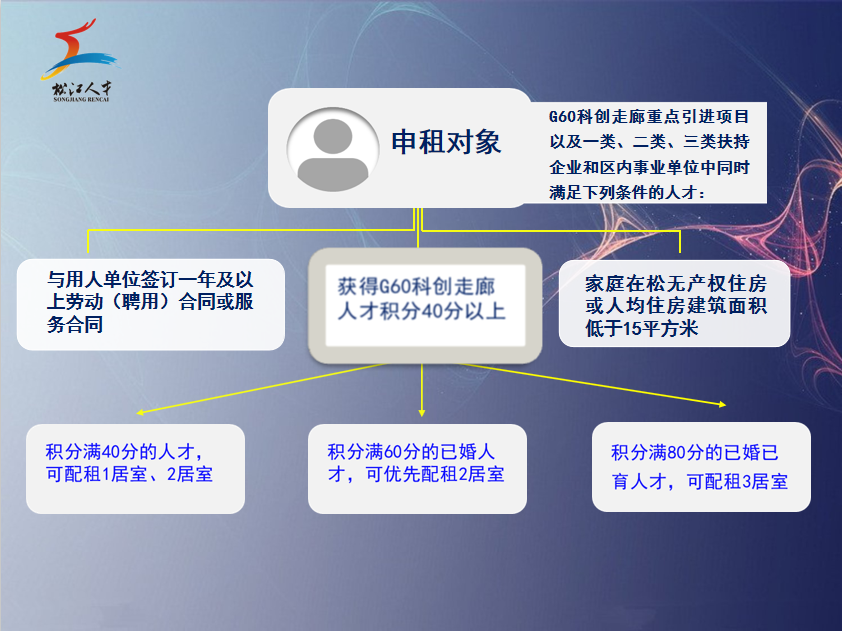 松江人才
SONGJIANG RENCAI
申租对象
G60科创走廊重点引进项目
以及一类、二类、三类扶持
企业和区内事业单位中同时
满足下列条件的人才：
与用人单位签订一年及以
上劳动（聘用）合同或服
务合同
获得G60科创走廊
人才积分40分以上
家庭在松无产权住房
或人均住房建筑面积
低于15平方米
积分满40分的人才，
可配租1居室、2居室
积分满60分的已婚人
才，可优先配租2居室
积分满80分的已婚已
育人才，可配租3居室